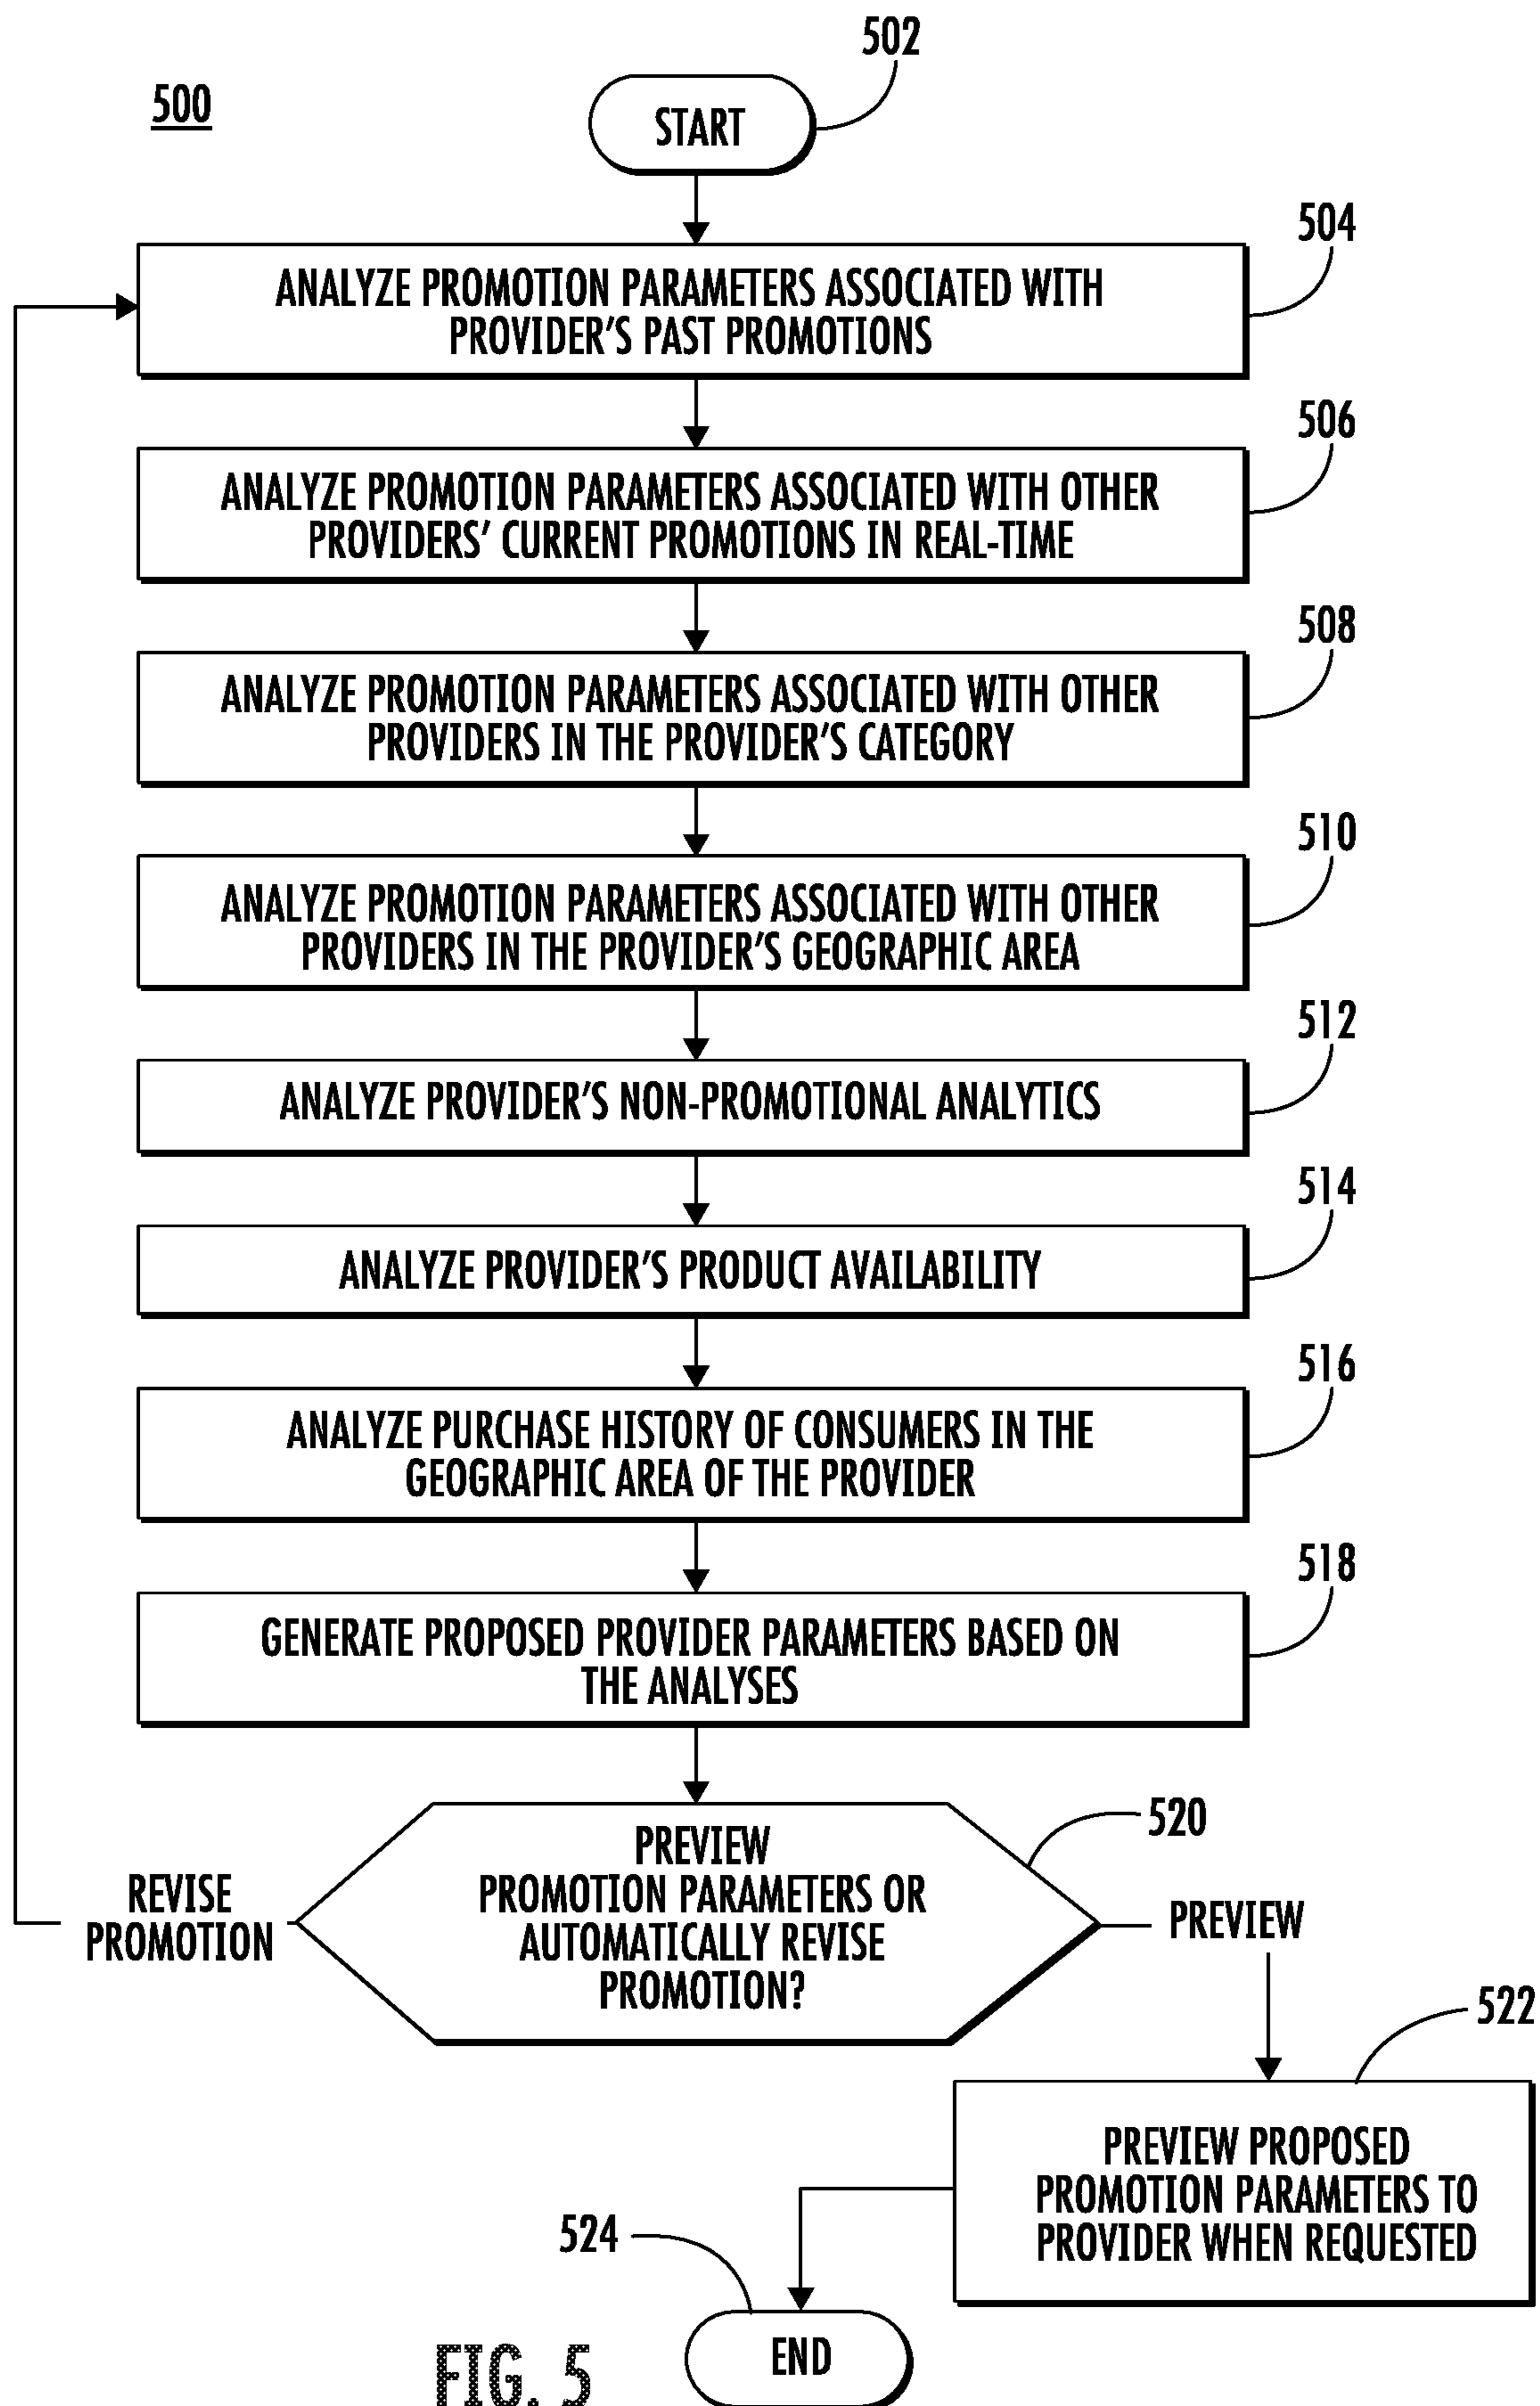 500
502
START
504
ANALYZE PROMOTION PARAMETERS ASSOCIATED WITH
PROVIDER'S PAST PROMOTIONS
506
ANALYZE PROMOTION PARAMETERS ASSOCIATED WITH OTHER
PROVIDERS' CURRENT PROMOTIONS IN REAL-TIME
508
ANALYZE PROMOTION PARAMETERS ASSOCIATED WITH OTHER
PROVIDERS IN THE PROVIDER'S CATEGORY
510
ANALYZE PROMOTION PARAMETERS ASSOCIATED WITH OTHER
PROVIDERS IN THE PROVIDER'S GEOGRAPHIC AREA
512
ANALYZE PROVIDER'S NON-PROMOTIONAL ANALYTICS
514
ANALYZE PROVIDER'S PRODUCT AVAILABILITY
516
ANALYZE PURCHASE HISTORY OF CONSUMERS IN THE
GEOGRAPHIC AREA OF THE PROVIDER
518
GENERATE PROPOSED PROVIDER PARAMETERS BASED ON
THE ANALYSES
520
PREVIEW
PROMOTION PARAMETERS OR
AUTOMATICALLY REVISE
PROMOTION?
REVISE
PROMOTION
PREVIEW
522
PREVIEW PROPOSED
PROMOTION PARAMETERS TO
PROVIDER WHEN REQUESTED
524
END
FIG. 5